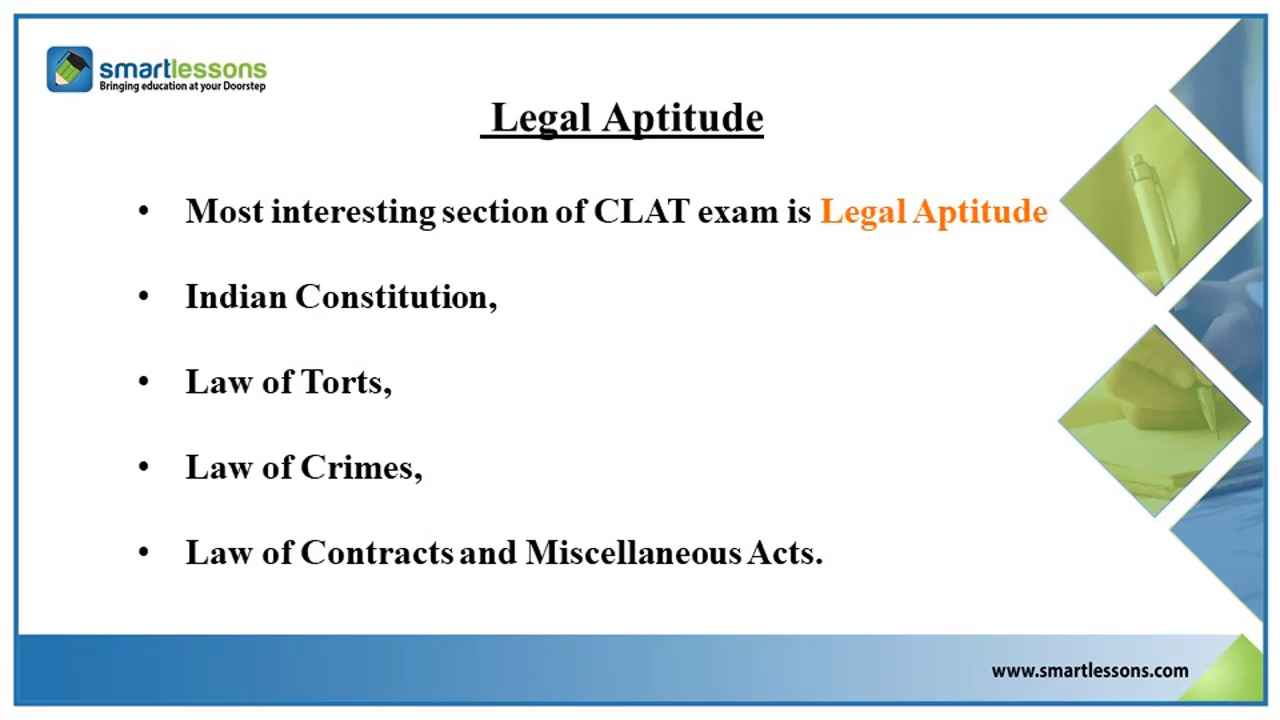 smartlessons
Bringing education at your Doorstep
Legal Aptitude
• Most interesting section of CLAT exam is Legal Aptitude
• Indian Constitution,
• Law of Torts,
• Law of Crimes,
• Law of Contracts and Miscellaneous Acts.
www.smartlessons.com